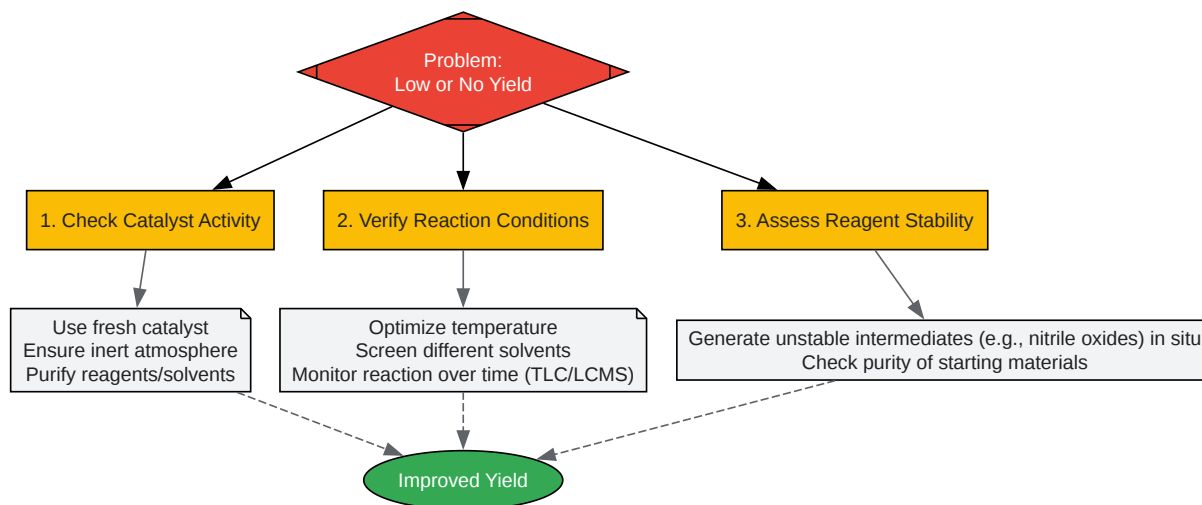 Problem:
Low or No Yield
1. Check Catalyst Activity
2. Verify Reaction Conditions
3. Assess Reagent Stability
Use fresh catalyst
Ensure inert atmosphere
Purify reagents/solvents
Optimize temperature
Screen different solvents
Monitor reaction over time (TLC/LCMS)
Generate unstable intermediates (e.g., nitrile oxides) in situ
Check purity of starting materials
Improved Yield